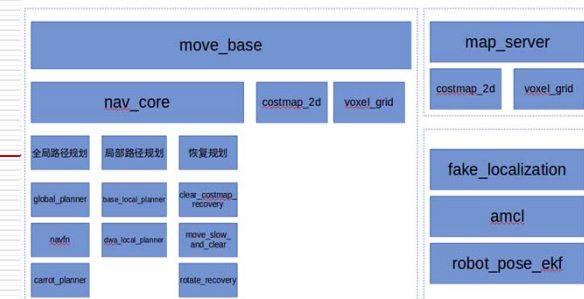 move_base
nav_core
costmap_2d
voxel_grid
全局路径规划
局部路径规划
恢复规划
global_planner
base_local_planner
clear_costmap_
recovery
navfn
dwa_local_planner
move_slow_
and_clear
carrot_planner
rotate_recovery
map_server
costmap_2d
voxel_grid
fake_localization
amcl
robot_pose_ekf